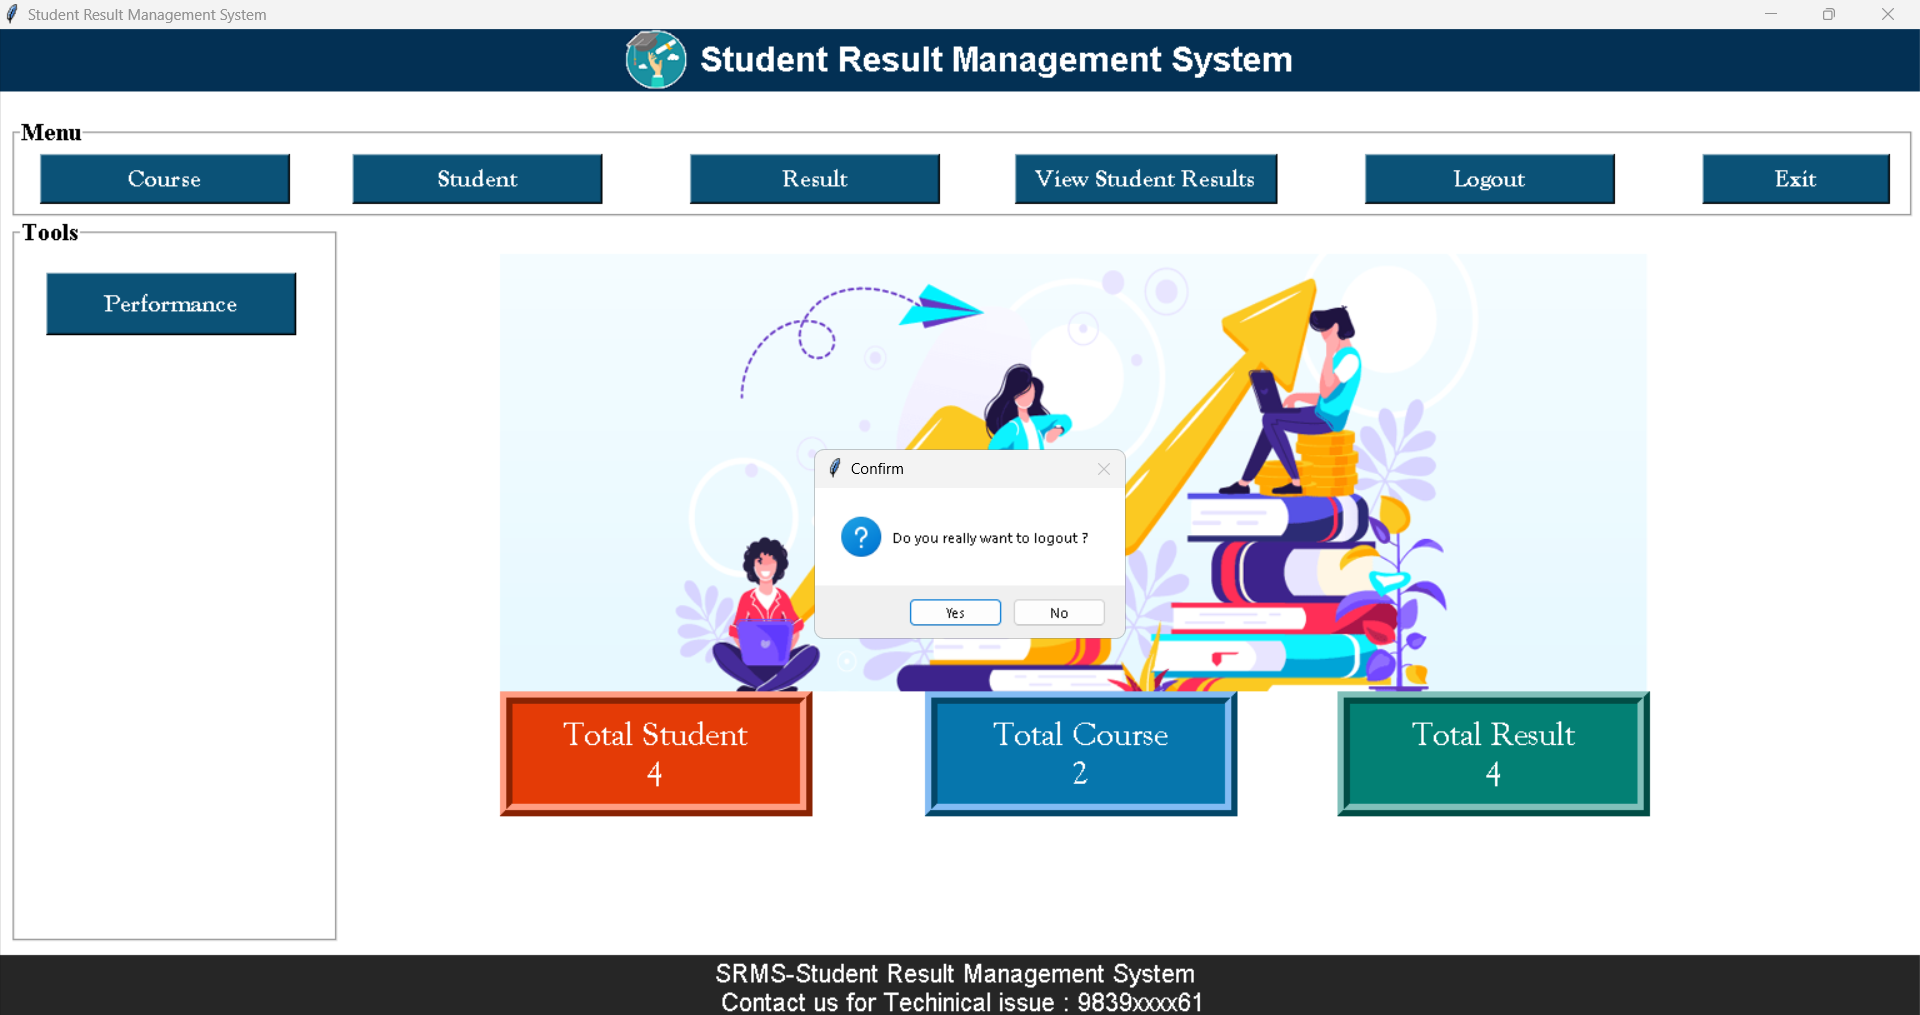 Student Result Management System
Student Result Management System
Menu
Course
Student
Result
View Student Results
Logout
Exit
Tools
Performance
Confirm
?
Do you really want to logout ?
Yes
No
Total Student
4
Total Course
2
Total Result
4
SRMS-Student Result Management System
Contact us for Techinical issue : 9839xxxx61